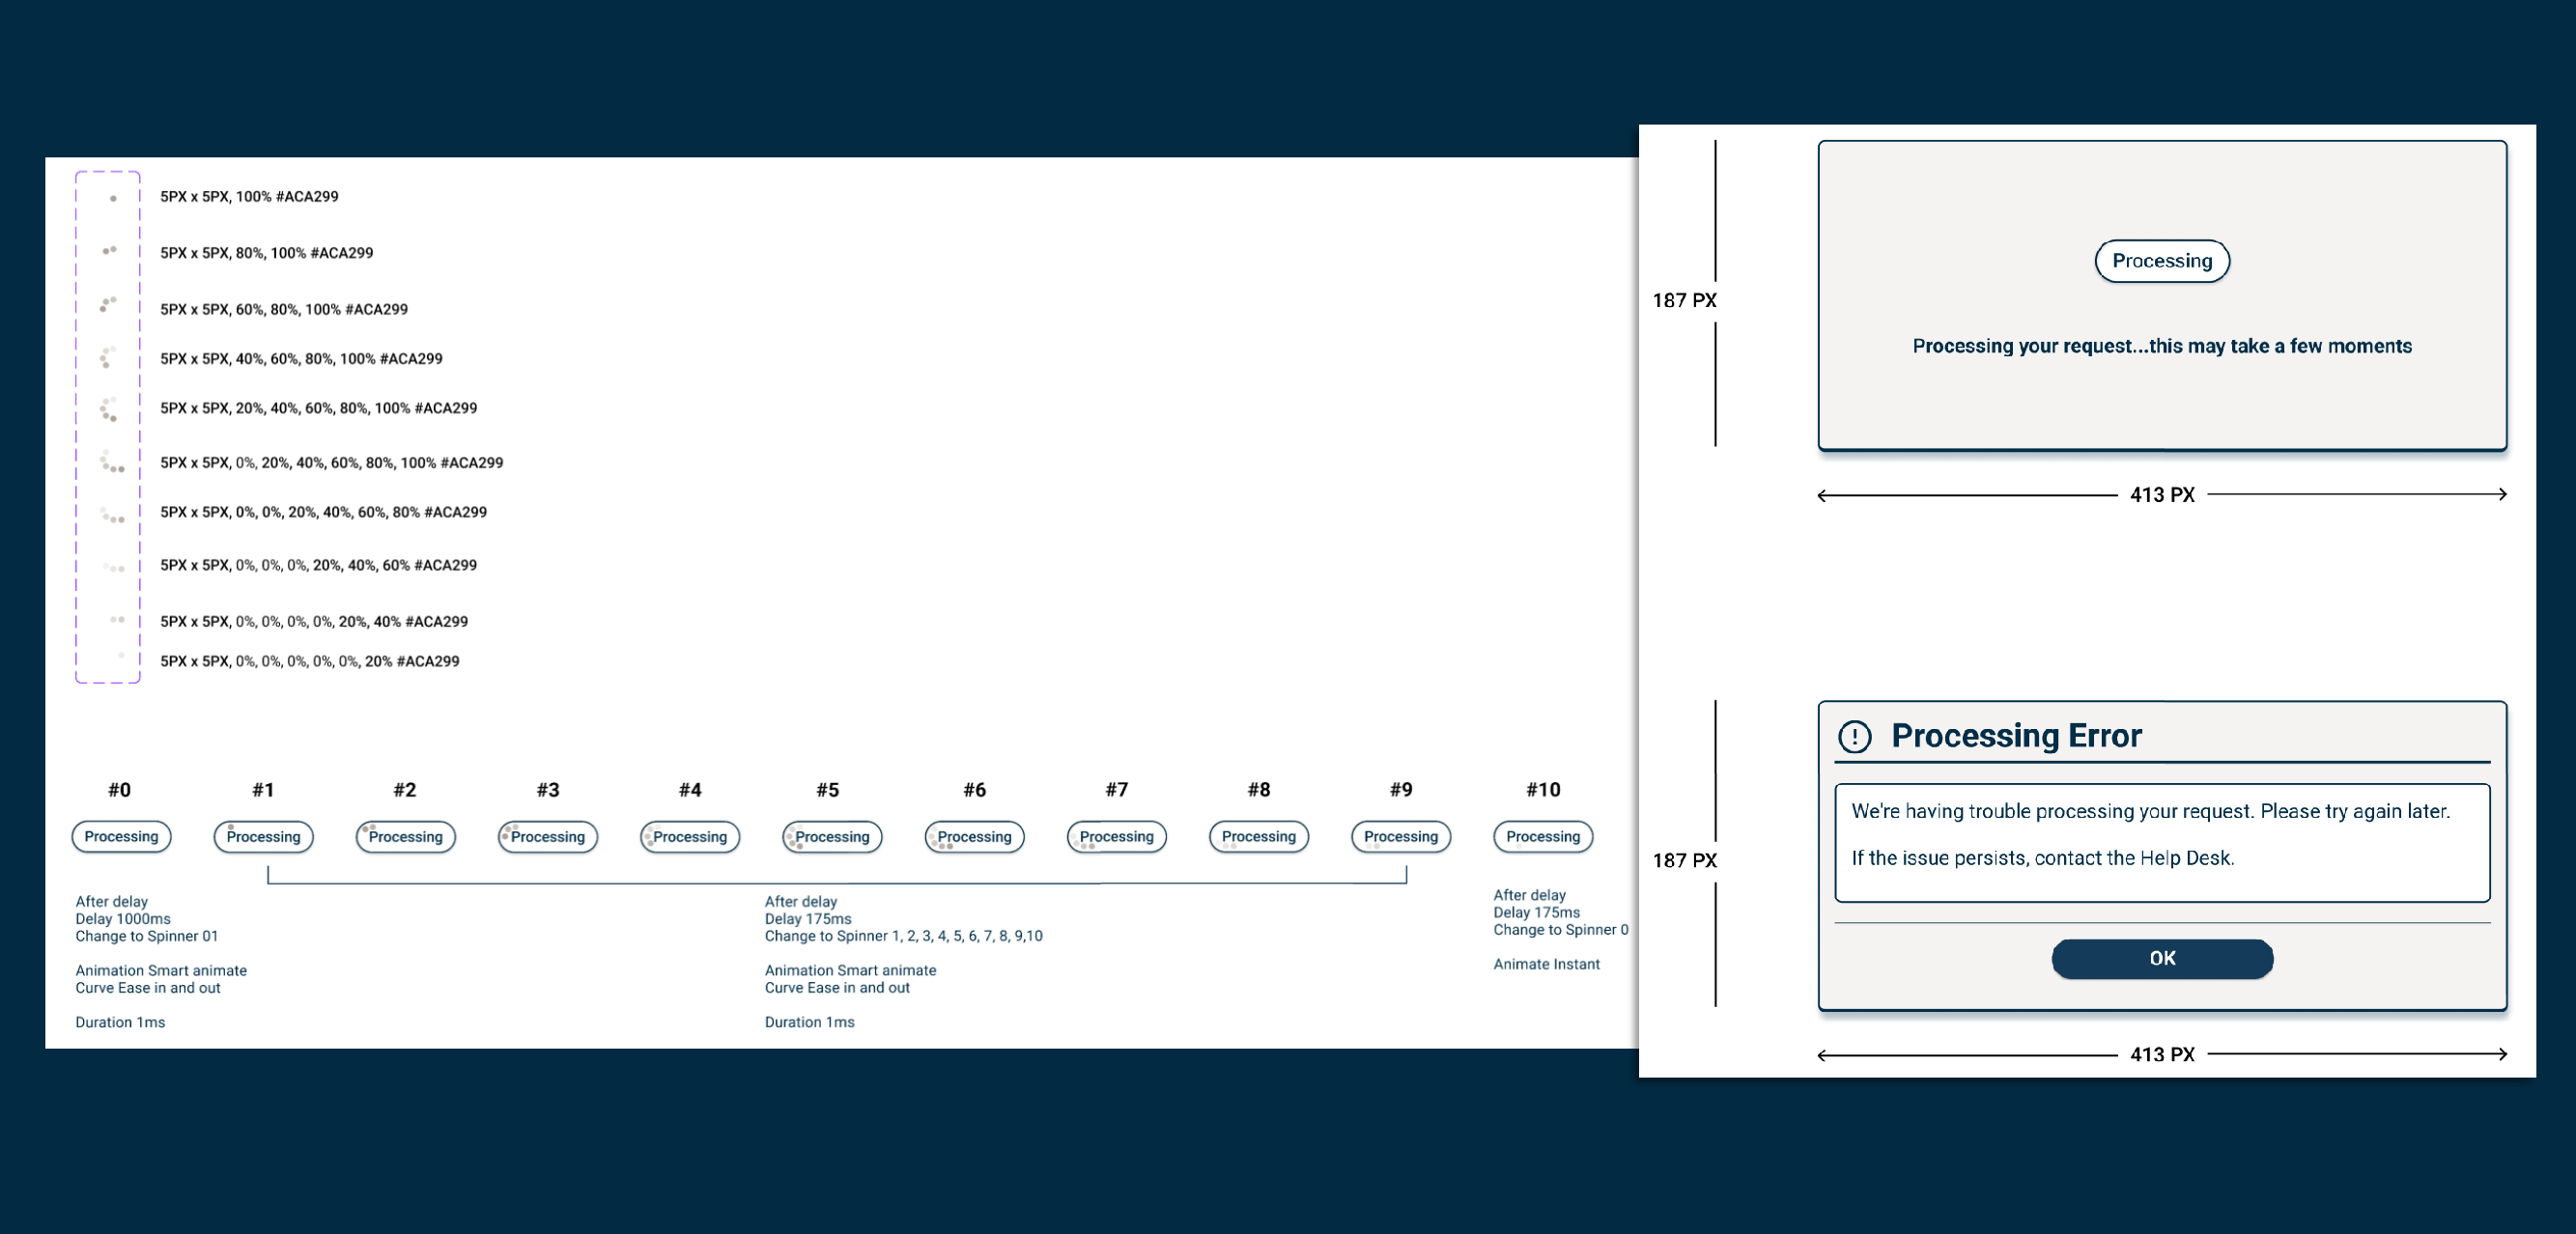 5PX x 5PX, 100% #ACA299
5PX x 5PX, 80%, 100% #ACA299
5PX x 5PX, 60%, 80%, 100% #ACA299
5PX x 5PX, 40%, 60%, 80%, 100% #ACA299
5PX x 5PX, 20%, 40%, 60%, 80%, 100% #ACA299
5PX x 5PX, 0%, 20%, 40%, 60%, 80%, 100% #ACA299
5PX x 5PX, 0%, 0%, 20%, 40%, 60%, 80% #ACA299
5PX x 5PX, 0%, 0%, 0%, 20%, 40%, 60% #ACA299
5PX x 5PX, 0%, 0%, 0%, 0%, 20%, 40% #ACA299
5PX x 5PX, 0%, 0%, 0%, 0%, 0%, 20% #ACA299
#0 #1 #2 #3 #4 #5 #6 #7 #8 #9 #10
Processing Processing Processing Processing Processing Processing Processing Processing Processing Processing Processing
After delay
Delay 1000ms
Change to Spinner 01
Animation Smart animate
Curve Ease in and out
Duration 1ms
After delay
Delay 175ms
Change to Spinner 1, 2, 3, 4, 5, 6, 7, 8, 9,10
Animation Smart animate
Curve Ease in and out
Duration 1ms
After delay
Delay 175ms
Change to Spinner 0
Animate Instant
187 PX
Processing
Processing your request...this may take a few moments
413 PX
187 PX
Processing Error
We're having trouble processing your request. Please try again later.
If the issue persists, contact the Help Desk.
OK
413 PX